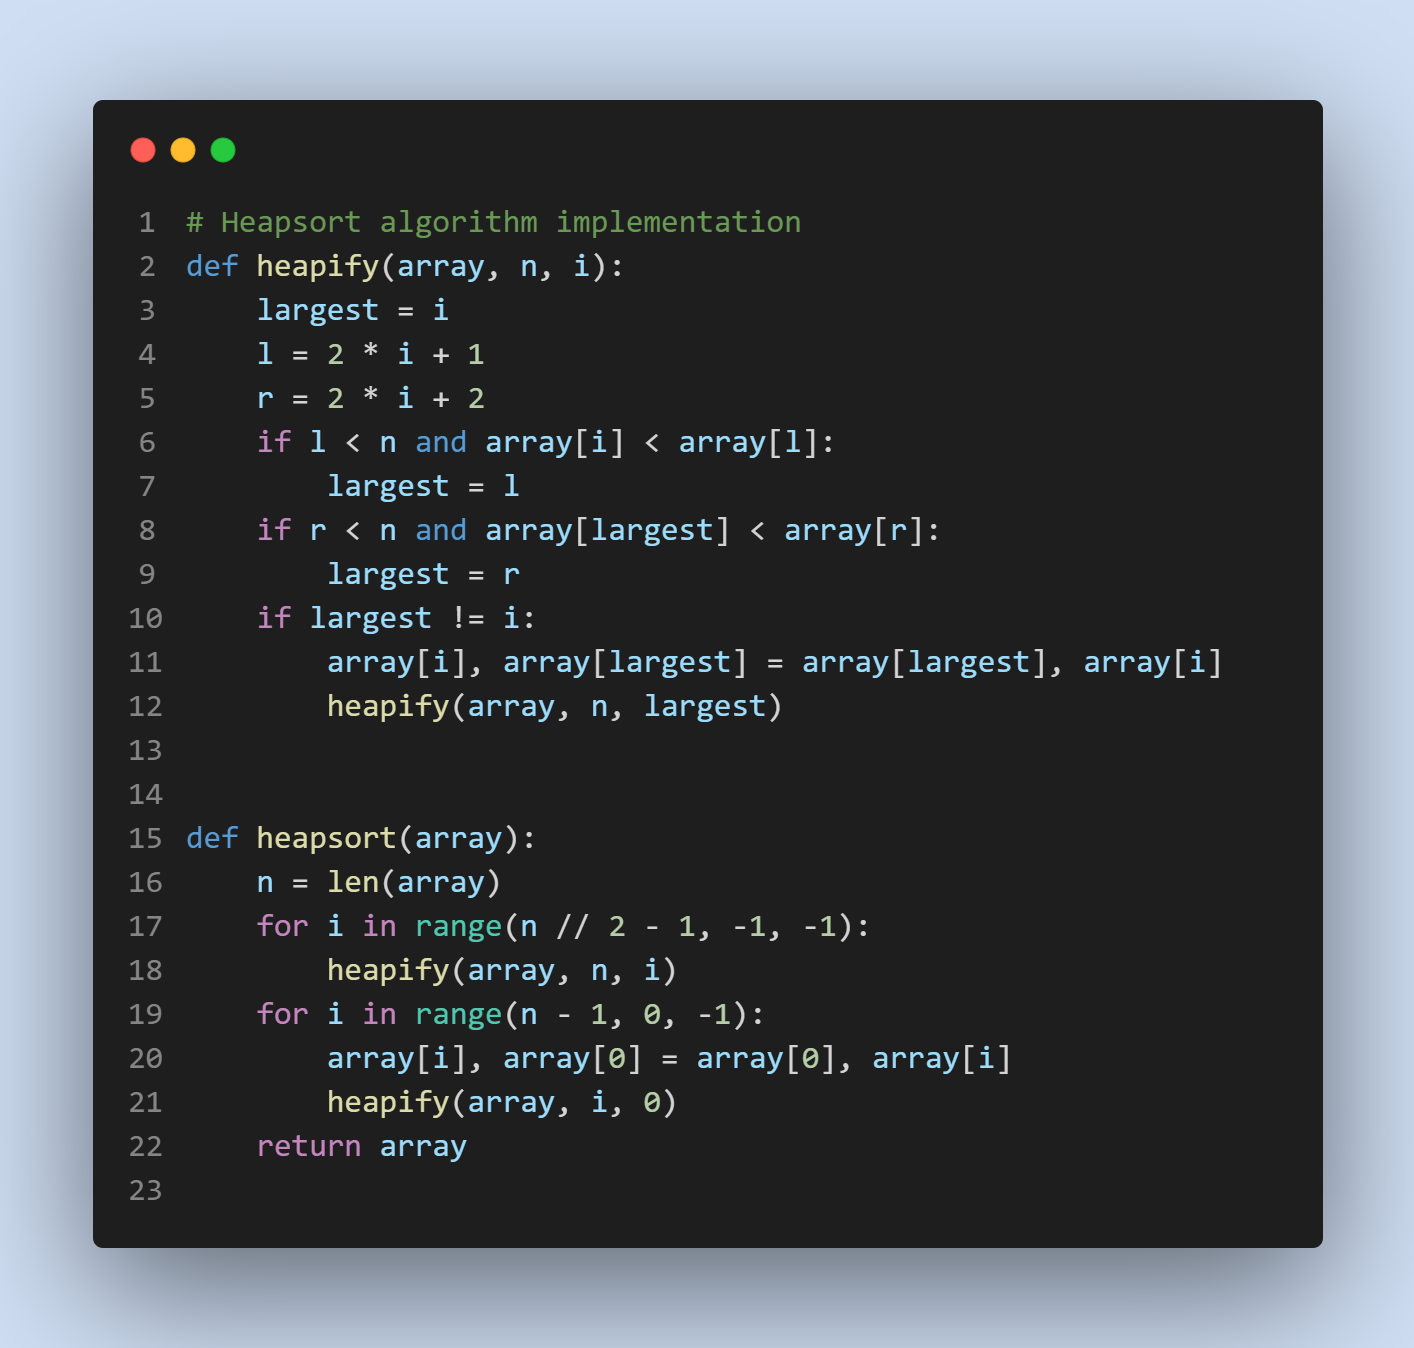 1 # Heapsort algorithm implementation
2 def heapify(array, n, i):
3     largest = i
4     l = 2 * i + 1
5     r = 2 * i + 2
6     if l < n and array[i] < array[l]:
7         largest = l
8     if r < n and array[largest] < array[r]:
9         largest = r
10     if largest != i:
11         array[i], array[largest] = array[largest], array[i]
12         heapify(array, n, largest)
13
14
15 def heapsort(array):
16     n = len(array)
17     for i in range(n // 2 - 1, -1, -1):
18         heapify(array, n, i)
19     for i in range(n - 1, 0, -1):
20         array[i], array[0] = array[0], array[i]
21         heapify(array, i, 0)
22     return array
23